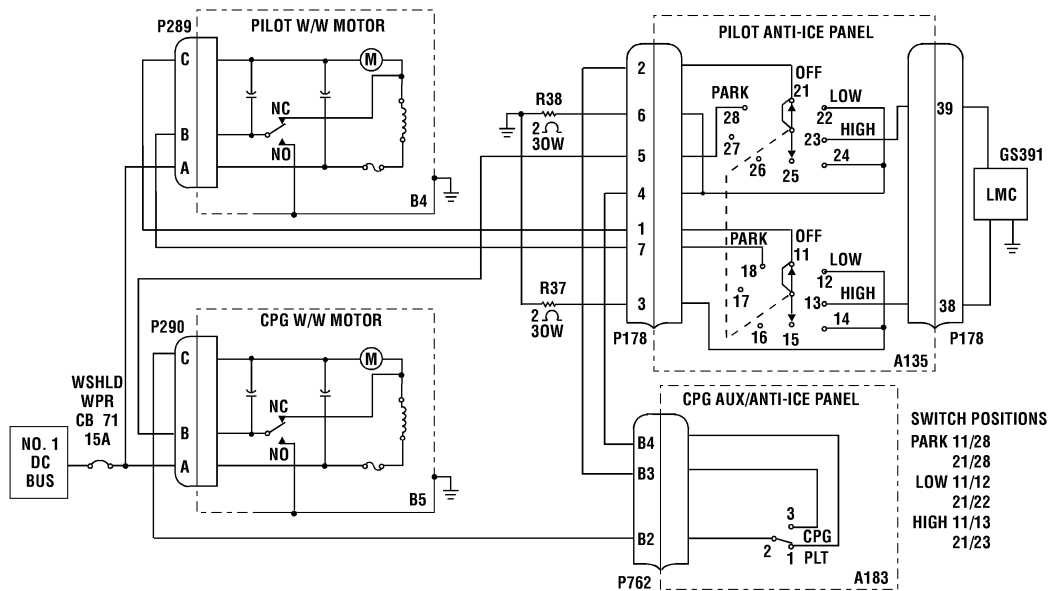 P289
PILOT W/W MOTOR
C
M
NC
B
NO
A
B4
P290
CPG W/W MOTOR
C
M
NC
B
NO
A
B5
WSHLD
WPR
CB 71
15A
NO. 1
DC
BUS
R38
2
30W
R37
2
30W
PILOT ANTI-ICE PANEL
2
6
5
4
1
7
3
P178
OFF
21
PARK
28
27
26
25
LOW
22
HIGH
23
24
OFF
11
PARK
18
17
16
15
LOW
12
HIGH
13
14
39
38
P178
A135
GS391
LMC
CPG AUX/ANTI-ICE PANEL
B4
B3
B2
3
CPG
2
1
PLT
P762
A183
SWITCH POSITIONS
PARK 11/28
21/28
LOW 11/12
21/22
HIGH 11/13
21/23